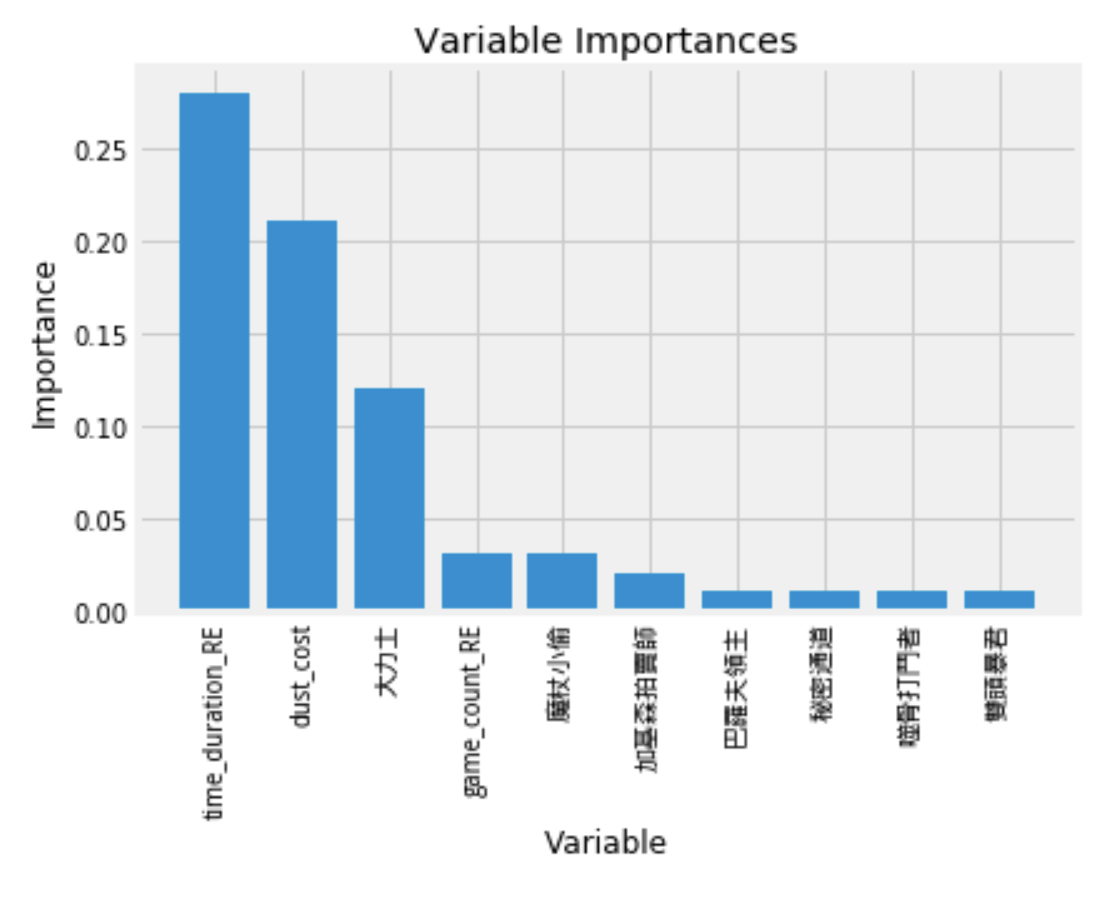 Variable Importances
Importance
0.25
0.20
0.15
0.10
0.05
0.00
time_duration_RE
dust_cost
大力士
game_count_RE
魔杖小偷
加基森拍賣師
巴羅夫領主
秘密通道
噬骨打鬥者
雙頭暴君
Variable